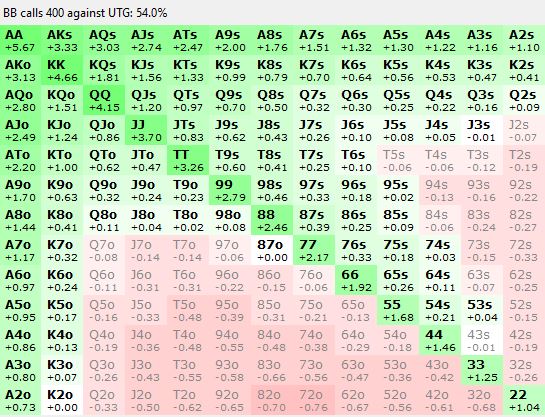 BB calls 400 against UTG: 54.0%
AA AKs AQs AJs ATs A9s A8s A7s A6s A5s A4s A3s A2s
+5.67 +3.33 +3.03 +2.74 +2.47 +2.00 +1.76 +1.51 +1.32 +1.30 +1.22 +1.16 +1.10
AKo KK KQs KJs KTs K9s K8s K7s K6s K5s K4s K3s K2s
+3.13 +4.66 +1.81 +1.56 +1.33 +0.99 +0.79 +0.70 +0.64 +0.56 +0.53 +0.47 +0.41
AQo KQo QQ QJs QTs Q9s Q8s Q7s Q6s Q5s Q4s Q3s Q2s
+2.80 +1.51 +4.15 +1.20 +0.97 +0.70 +0.50 +0.32 +0.30 +0.25 +0.22 +0.16 +0.09
AJo KJo QJo JJ JTs J9s J8s J7s J6s J5s J4s J3s J2s
+2.49 +1.24 +0.86 +3.70 +0.83 +0.62 +0.43 +0.26 +0.10 +0.08 +0.05 -0.01 -0.07
ATo KTo QTo JTo TT T9s T8s T7s T6s T5s T4s T3s T2s
+2.20 +1.00 +0.62 +0.47 +3.26 +0.60 +0.41 +0.25 +0.10 -0.06 -0.06 -0.12 -0.19
A9o K9o Q9o J9o T9o 99 98s 97s 96s 95s 94s 93s 92s
+1.70 +0.63 +0.32 +0.24 +0.23 +2.79 +0.46 +0.33 +0.18 +0.02 -0.13 -0.16 -0.22
A8o K8o Q8o J8o T8o 98o 88 87s 86s 85s 84s 83s 82s
+1.44 +0.41 +0.11 +0.04 +0.02 +0.08 +2.46 +0.39 +0.25 +0.09 -0.06 -0.24 -0.27
A7o K7o Q7o J7o T7o 97o 87o 77 76s 75s 74s 73s 72s
+1.17 +0.32 -0.08 -0.14 -0.14 -0.06 +0.00 +2.17 +0.33 +0.18 +0.03 -0.15 -0.33
A6o K6o Q6o J6o T6o 96o 86o 76o 66 65s 64s 63s 62s
+0.97 +0.24 -0.11 -0.31 -0.31 -0.22 -0.15 -0.06 +1.92 +0.26 +0.11 -0.07 -0.25
A5o K5o Q5o J5o T5o 95o 85o 75o 65o 55 54s 53s 52s
+0.95 +0.17 -0.16 -0.33 -0.48 -0.39 -0.31 -0.21 -0.13 +1.68 +0.21 +0.04 -0.15
A4o K4o Q4o J4o T4o 94o 84o 74o 64o 54o 44 43s 42s
+0.86 +0.13 -0.19 -0.36 -0.48 -0.55 -0.48 -0.38 -0.29 -0.18 +1.46 -0.01 -0.19
A3o K3o Q3o J3o T3o 93o 83o 73o 63o 53o 43o 33 32s
+0.80 +0.07 -0.26 -0.43 -0.55 -0.58 -0.66 -0.56 -0.47 -0.36 -0.42 +1.25 -0.26
A2o K2o Q2o J2o T2o 92o 82o 72o 62o 52o 42o 32o 22
+0.73 +0.00 -0.33 -0.50 -0.62 -0.65 -0.70 -0.76 -0.67 -0.56 -0.61 -0.68 +1.04